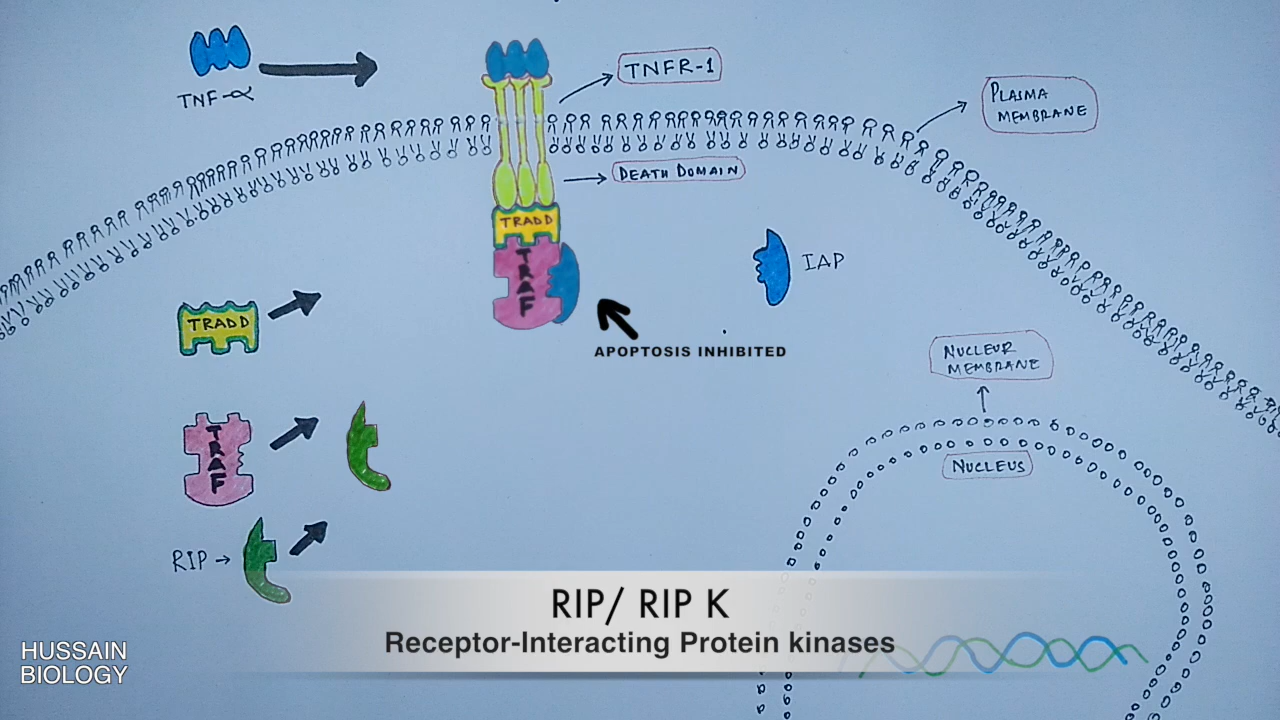 TNF-α
TNFR-1
PLASMA
MEMBRANE
DEATH DOMAIN
TRADD
TRAF
IAP
APOPTOSIS INHIBITED
TRADD
NUCLEUR
MEMBRANE
NUCLEUS
TRAF
RIP →
RIP/ RIP K
Receptor-Interacting Protein kinases
HUSSAIN
BIOLOGY